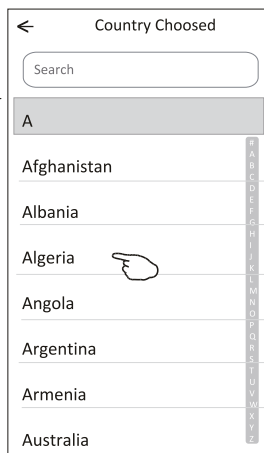 Country Choosed
Search
A
Afghanistan
Albania
Algeria
Angola
Argentina
Armenia
Australia
#
A
B
C
D
E
F
G
H
I
J
K
L
M
N
O
P
Q
R
S
T
U
V
W
X
Y
Z